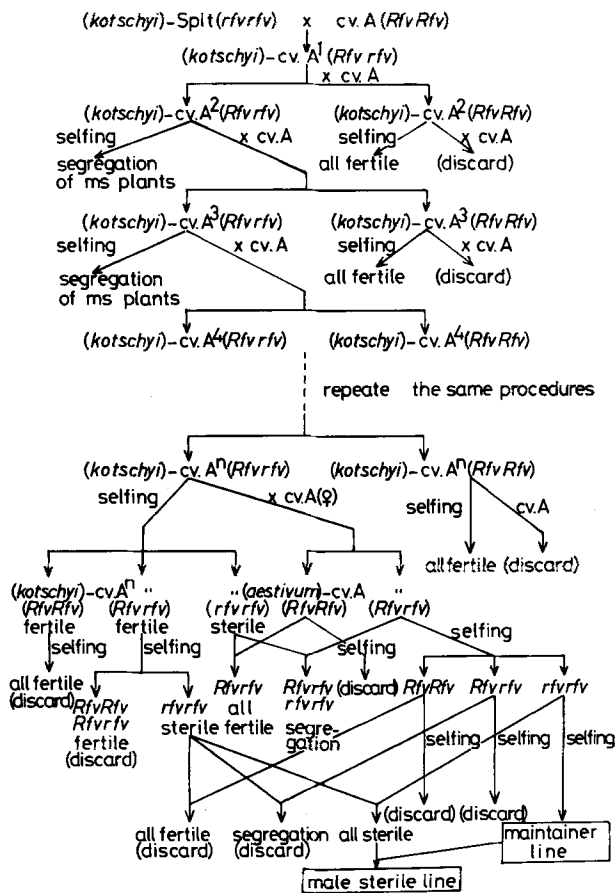 (kotschyi)-Splt(rfvrfv) x cv.A(RfvRfv)
(kotschyi)-cv.A¹(Rfvrfv)
x cv.A
(kotschyi)-cv.A²(Rfvrfv) (kotschyi)-cv.A²(RfvRfv)
selfing x cv.A selfing x cv.A
segregation of ms plants all fertile (discard)
(kotschyi)-cv.A³(Rfvrfv) (kotschyi)-cv.A³(RfvRfv)
selfing x cv.A selfing x cv.A
segregation of ms plants all fertile (discard)
(kotschyi)-cv.A⁴(Rfvrfv) (kotschyi)-cv.A⁴(RfvRfv)
repeate the same procedures
(kotschyi)-cv.Aⁿ(Rfvrfv) (kotschyi)-cv.Aⁿ(RfvRfv)
selfing x cv.A(♀) selfing cv.A
all fertile (discard)
(kotschyi)-cv.Aⁿ " " (aestivum)-cv.A "
(RfvRfv) (Rfvrfv) (rfvrfv) (RfvRfv) (Rfvrfv)
fertile fertile sterile
selfing selfing selfing selfing
all fertile
(discard)
RfvRfv rfvrfv Rfvrfv Rfvrfv (discard) RfvRfv Rfvrfv rfvrfv
Rfvrfv sterile all rfvrfv
fertile fertile segre-
(discard) gation selfing selfing selfing
all fertile segregation all sterile (discard) (discard) maintainer
(discard) (discard) line
male sterile line